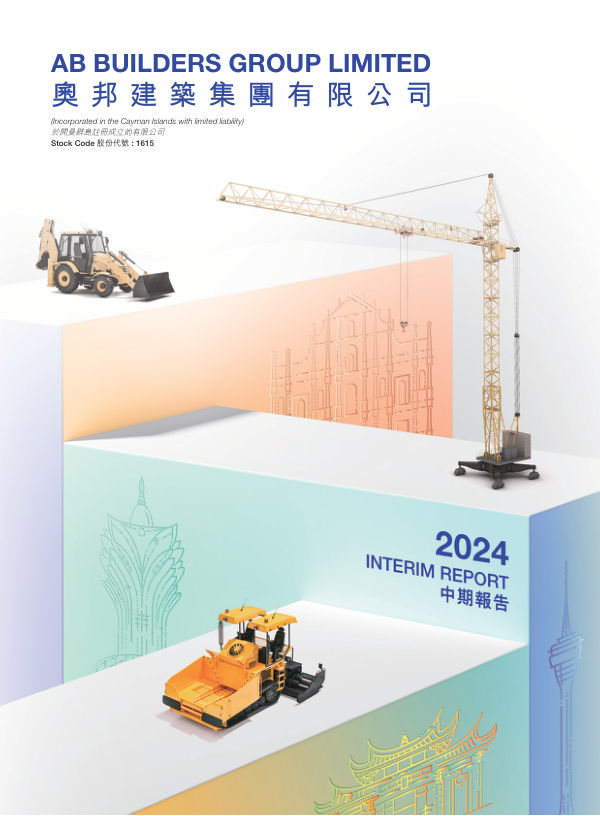 AB BUILDERS GROUP LIMITED
奧邦建築集團有限公司
(Incorporated in the Cayman Islands with limited liability)
於開曼群島註冊成立的有限公司
Stock Code 股份代號 : 1615
2024
INTERIM REPORT
中期報告